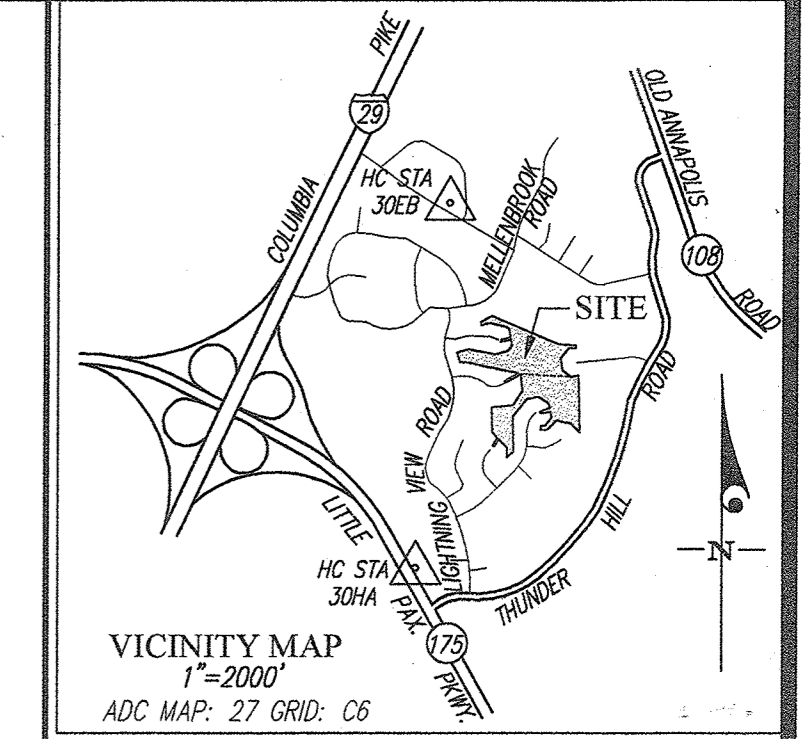 PIKE
29
COLUMBIA
HC STA
30EB
MELLENBROOK
ROAD
OLD ANNAPOLIS
108
ROAD
SITE
ROAD
VIEW
LIGHTNING
ROAD
HILL
THUNDER
LITTLE
PAX.
PKWY.
HC STA
30HA
175
N
VICINITY MAP
1"=2000'
ADC MAP: 27 GRID: C6